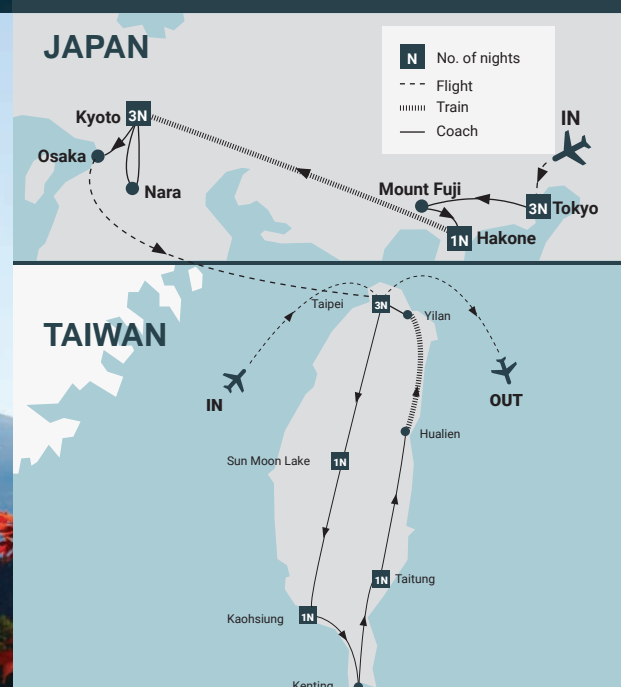 JAPAN
N No. of nights
Flight
Train
Coach
IN
Kyoto 3N
Osaka
Nara
Mount Fuji
3N Tokyo
1N Hakone
TAIWAN
Taipei 3N
Yilan
IN
OUT
Hualien
Sun Moon Lake 1N
1N Taitung
Kaohsiung 1N
Kenting